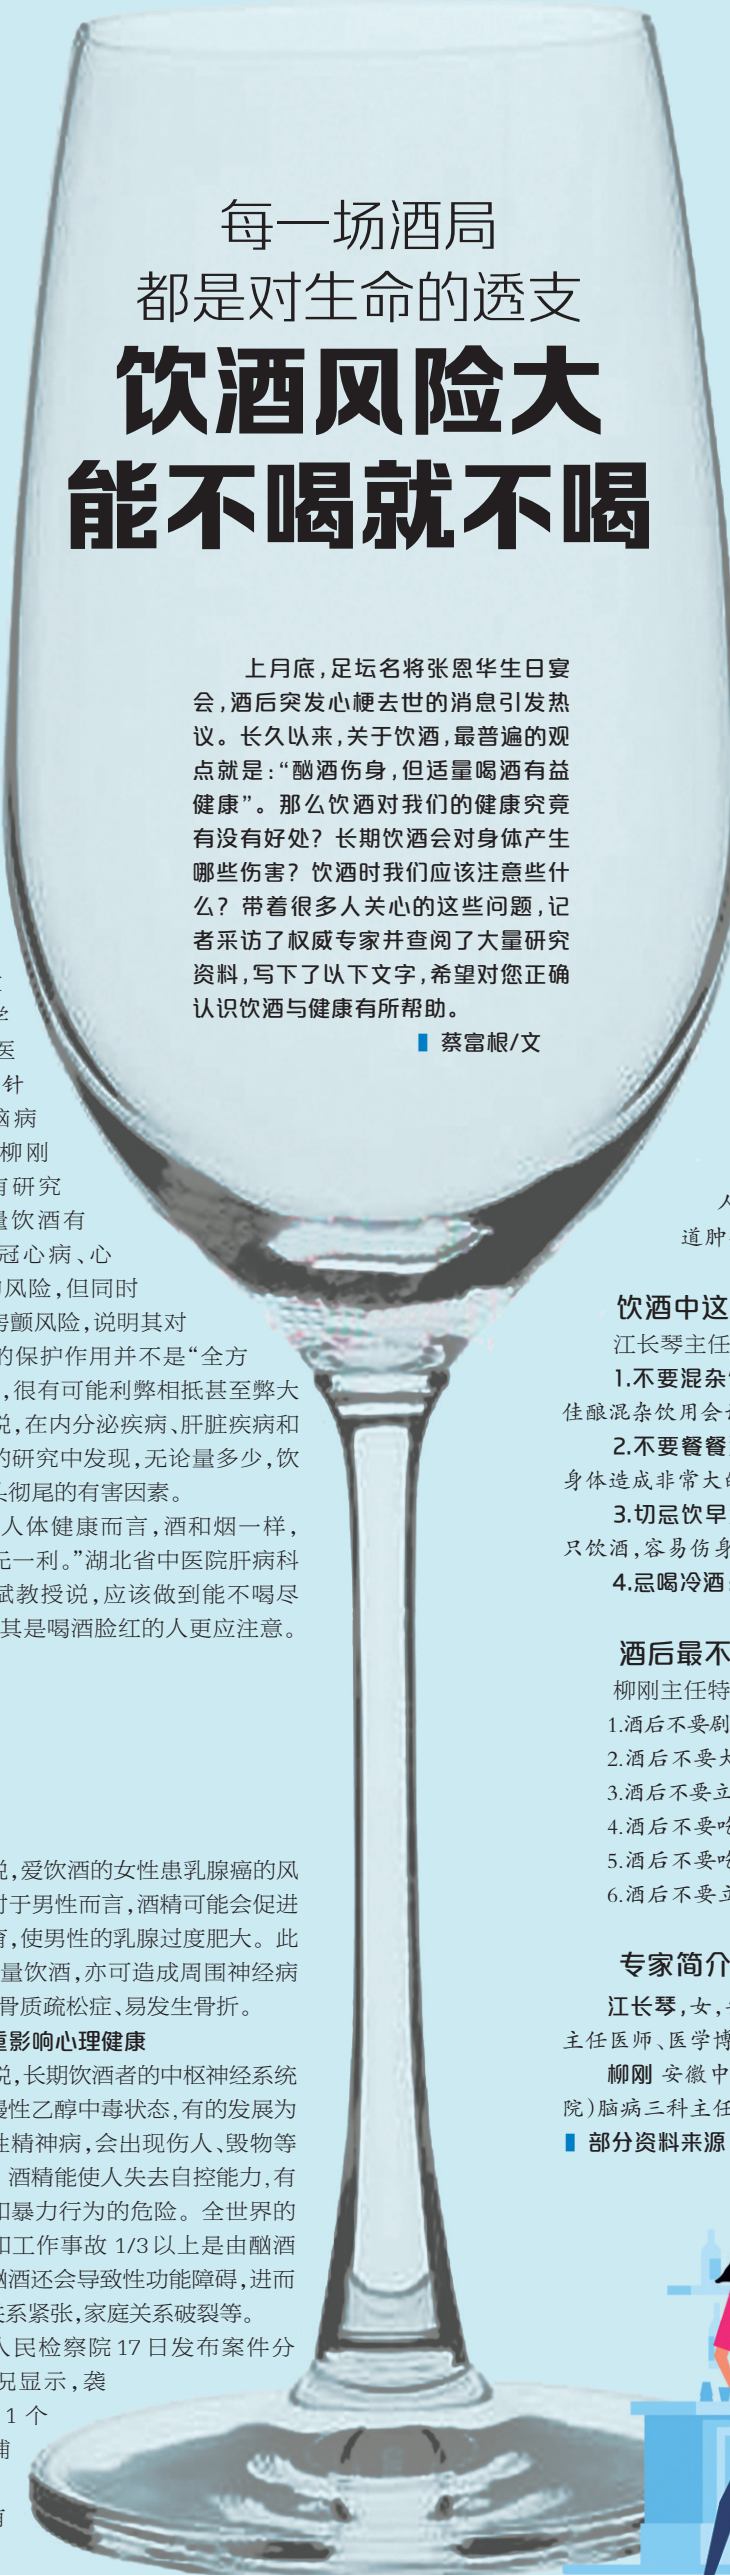 每一场酒局
都是对生命的透支
饮酒风险大
能不喝就不喝
上月底,足坛名将张恩华生日宴
会,酒后突发心梗去世的消息引发热
议。长久以来,关于饮酒,最普遍的观
点就是:“酗酒伤身,但适量喝酒有益
健康”。那么饮酒对我们的健康究竟
有没有好处？长期饮酒会对身体产生
哪些伤害？饮酒时我们应该注意些什
么？带着很多人关心的这些问题,记
者采访了权威专家并查阅了大量研究
资料,写下了以下文字,希望对您正确
认识饮酒与健康有所帮助。
蔡富根/文
医
针
病
柳刚
有研究
量饮酒有
冠心病、心
风险,但同时
房颤风险,说明其对
的保护作用并不是“全方
,很有可能利弊相抵甚至弊大
说,在内分泌疾病、肝脏疾病和
的研究中发现,无论量多少,饮
头彻尾的有害因素。
人体健康而言,酒和烟一样,
无一利。”湖北省中医院肝病科
斌教授说,应该做到能不喝尽
其是喝酒脸红的人更应注意。
说,爱饮酒的女性患乳腺癌的风
对于男性而言,酒精可能会促进
育,使男性的乳腺过度肥大。此
量饮酒,亦可造成周围神经病
骨质疏松症、易发生骨折。
重影响心理健康
说,长期饮酒者的中枢神经系统
慢性乙醇中毒状态,有的发展为
性精神病,会出现伤人、毁物等
酒精能使人失去自控能力,有
和暴力行为的危险。全世界的
和工作事故 1/3 以上是由酗酒
酗酒还会导致性功能障碍,进而
关系紧张,家庭关系破裂等。
人民检察院 17 日发布案件分
况显示,袭
1 个
道肿
饮酒中这
江长琴主任
1.不要混杂
佳酿混杂饮用会
2.不要餐餐
身体造成非常大的
3.切忌饮早
只饮酒,容易伤身
4.忌喝冷酒
酒后最不
柳刚主任特
1.酒后不要刷
2.酒后不要大
3.酒后不要立
4.酒后不要吃
5.酒后不要吃
6.酒后不要立
专家简介
江长琴,女,
主任医师、医学博
柳刚 安徽中
院)脑病三科主任
部分资料来源